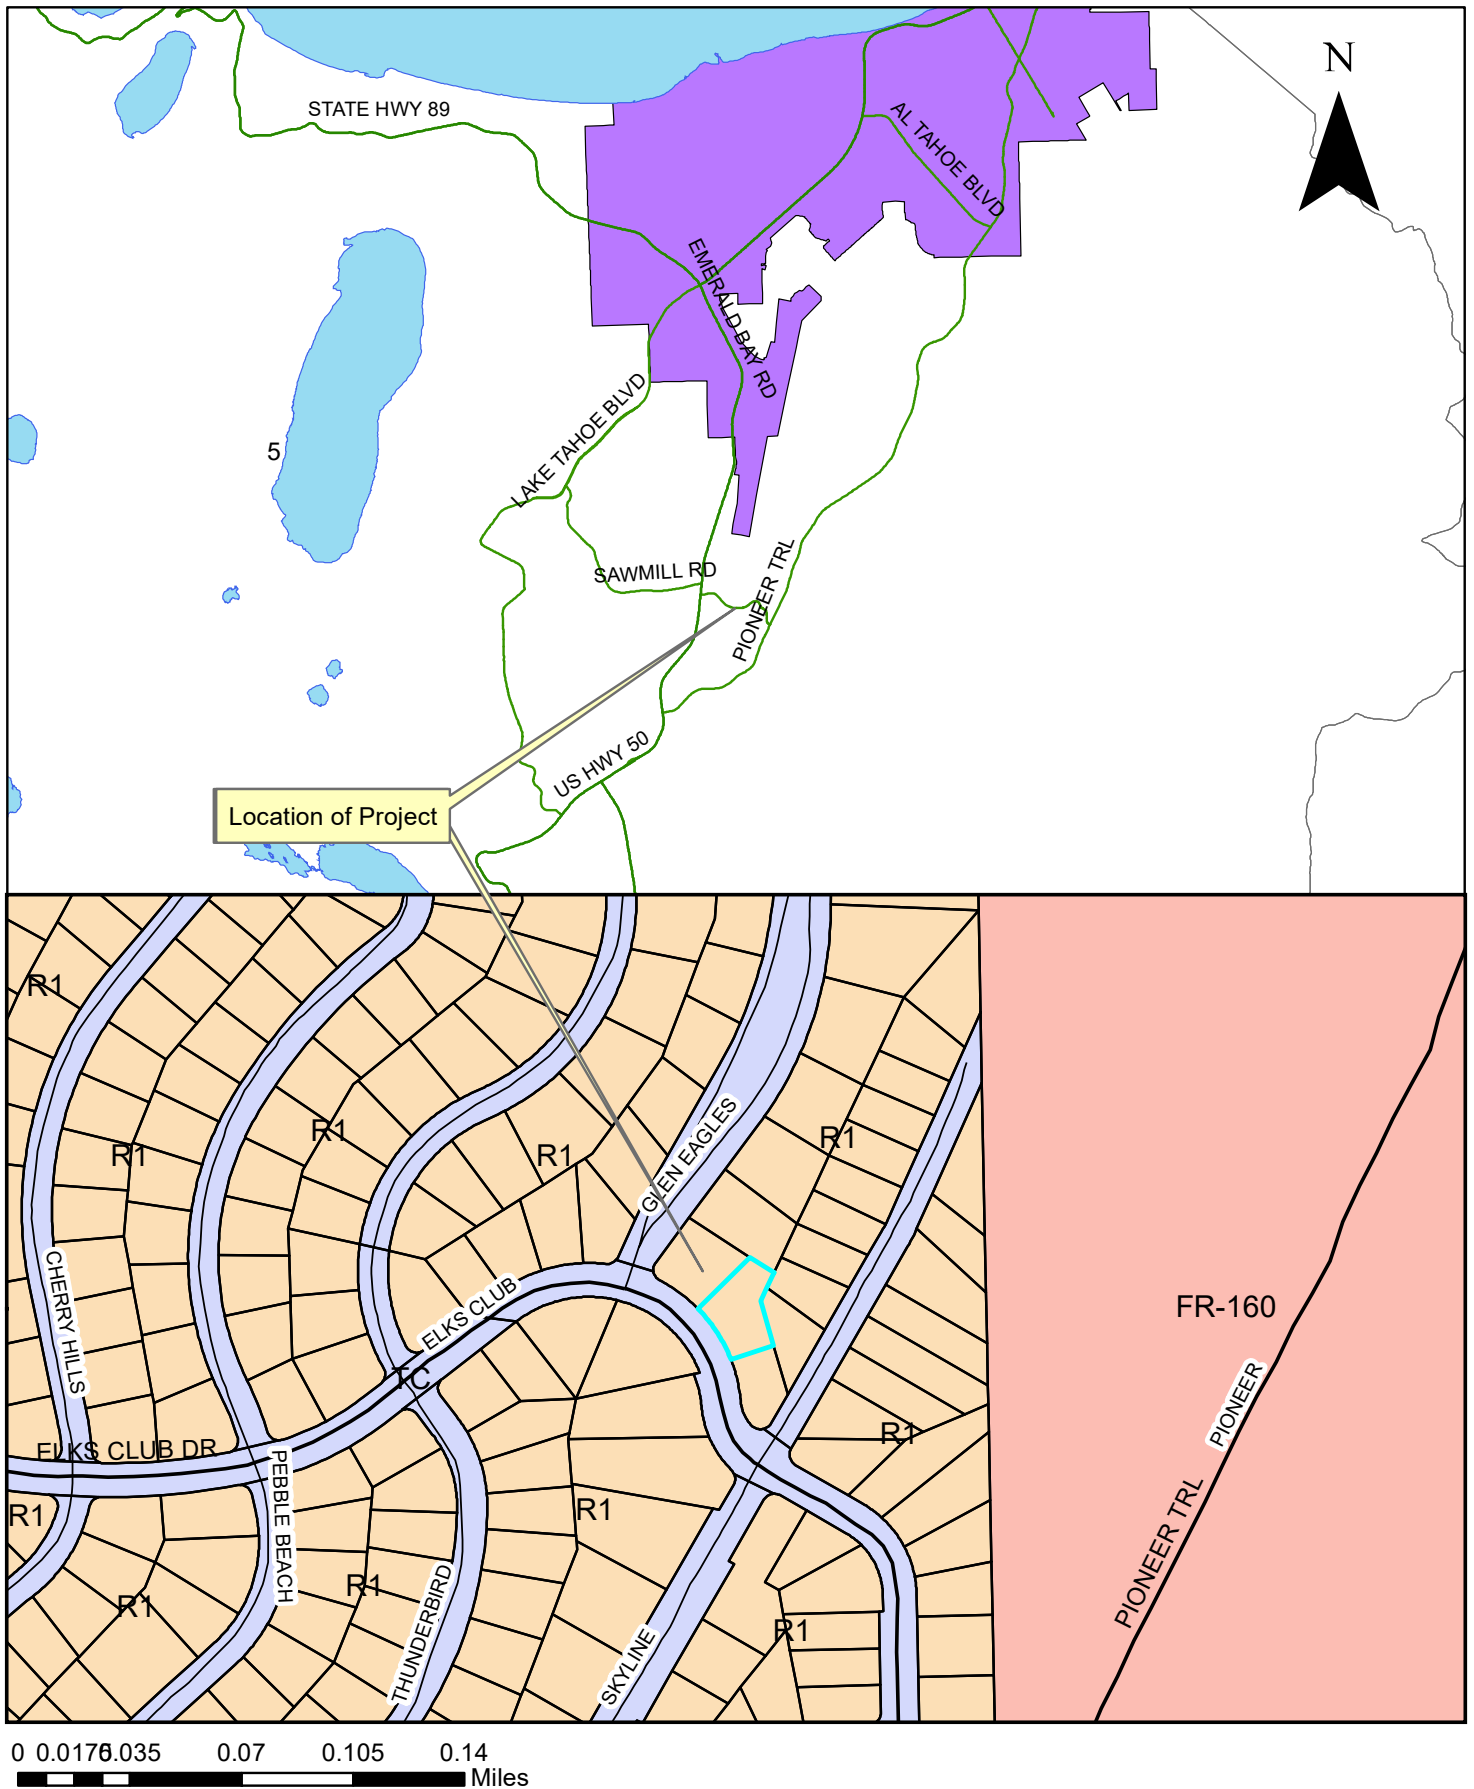 N
STATE HWY 89
AL TAHOE BLVD
EMERALD BAY RD
LAKE TAHOE BLVD
5
SAWMILL RD
PIONEER TRL
US HWY 50
Location of Project
R1
R1
R1
R1
R1
GLEN EAGLES
CHERRY HILLS
ELKS CLUB
FR-160
TC
PIONEER
R1
ELKS CLUB DR
PEBBLE BEACH
R1
R1
PIONEER TRL
THUNDERBIRD
R1
R1
R1
SKYLINE
0 0.0175 0.035 0.07 0.105 0.14
Miles